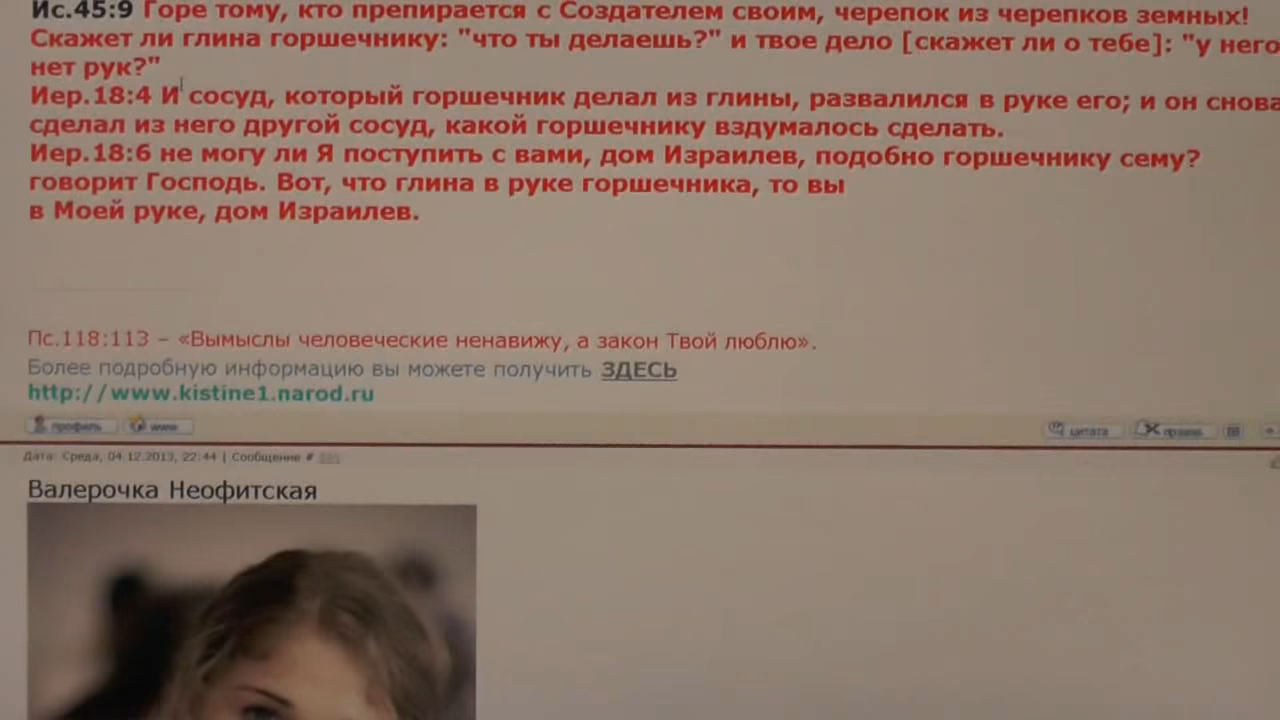 Ис.45:9 Горе тому, кто препирается с Создателем своим, черепок из черепков земных!
Скажет ли глина горшечнику: "что ты делаешь?" и твое дело [скажет ли о тебе]: "у него
нет рук?"
Иер.18:4 И сосуд, который горшечник делал из глины, развалился в руке его; и он снова
сделал из него другой сосуд, какой горшечнику вздумалось сделать.
Иер.18:6 не могу ли Я поступить с вами, дом Израилев, подобно горшечнику сему?
говорит Господь. Вот, что глина в руке горшечника, то вы
в Моей руке, дом Израилев.
Пс.118:113 – «Вымыслы человеческие ненавижу, а закон Твой люблю».
Более подробную информацию вы можете получить ЗДЕСЬ
http://www.kistine1.narod.ru
профиль www цитата правка
Дата: Среда, 04.12.2013, 22:44 | Сообщение #
Валерочка Неофитская